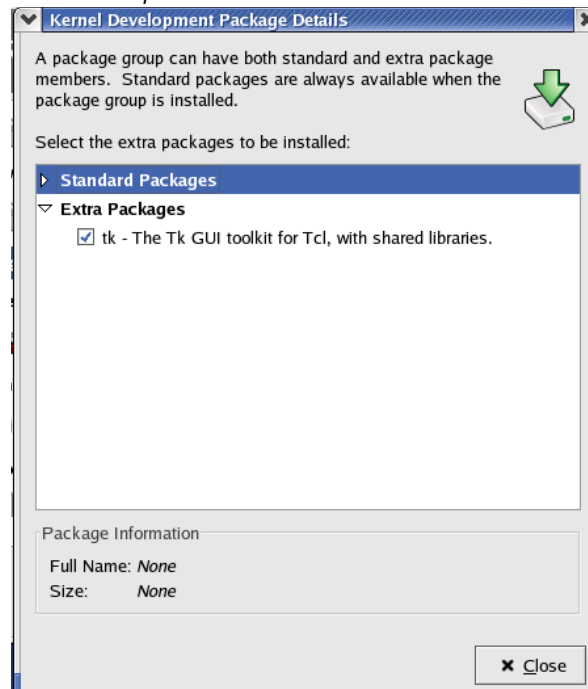 Kernel Development Package Details
A package group can have both standard and extra package
members. Standard packages are always available when the
package group is installed.
Select the extra packages to be installed:
Standard Packages
Extra Packages
tk - The Tk GUI toolkit for Tcl, with shared libraries.
Package Information
Full Name: None
Size: None
Close